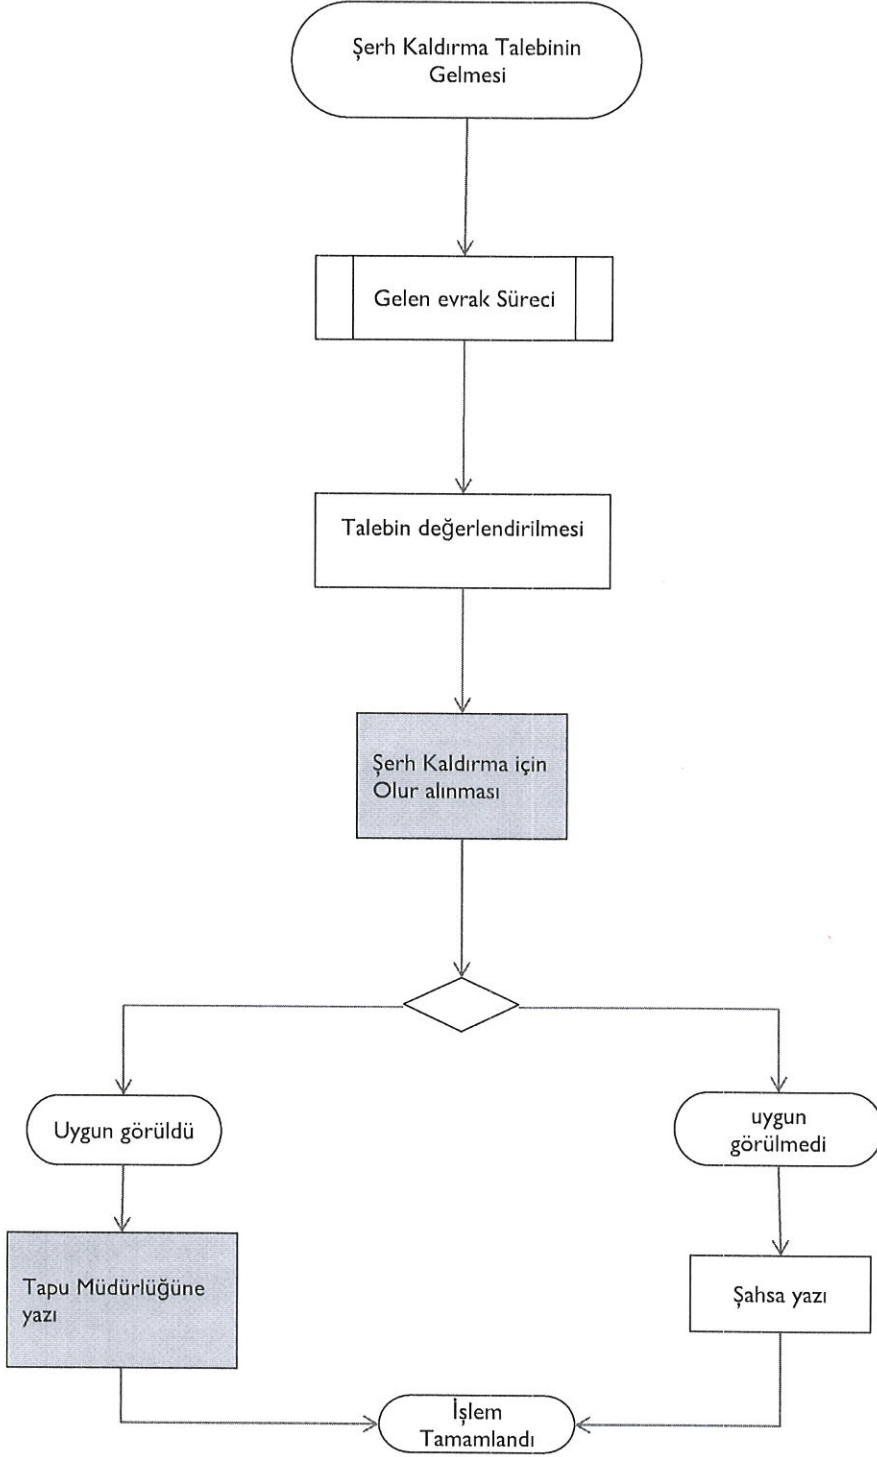 Şerh Kaldırma Talebinin
Gelmesi
Gelen evrak Süreci
Talebin değerlendirilmesi
Şerh Kaldırma için
Olur alınması
Uygun görüldü
uygun
görülmedi
Tapu Müdürlüğüne
yazı
Şahsa yazı
İşlem
Tamamlandı